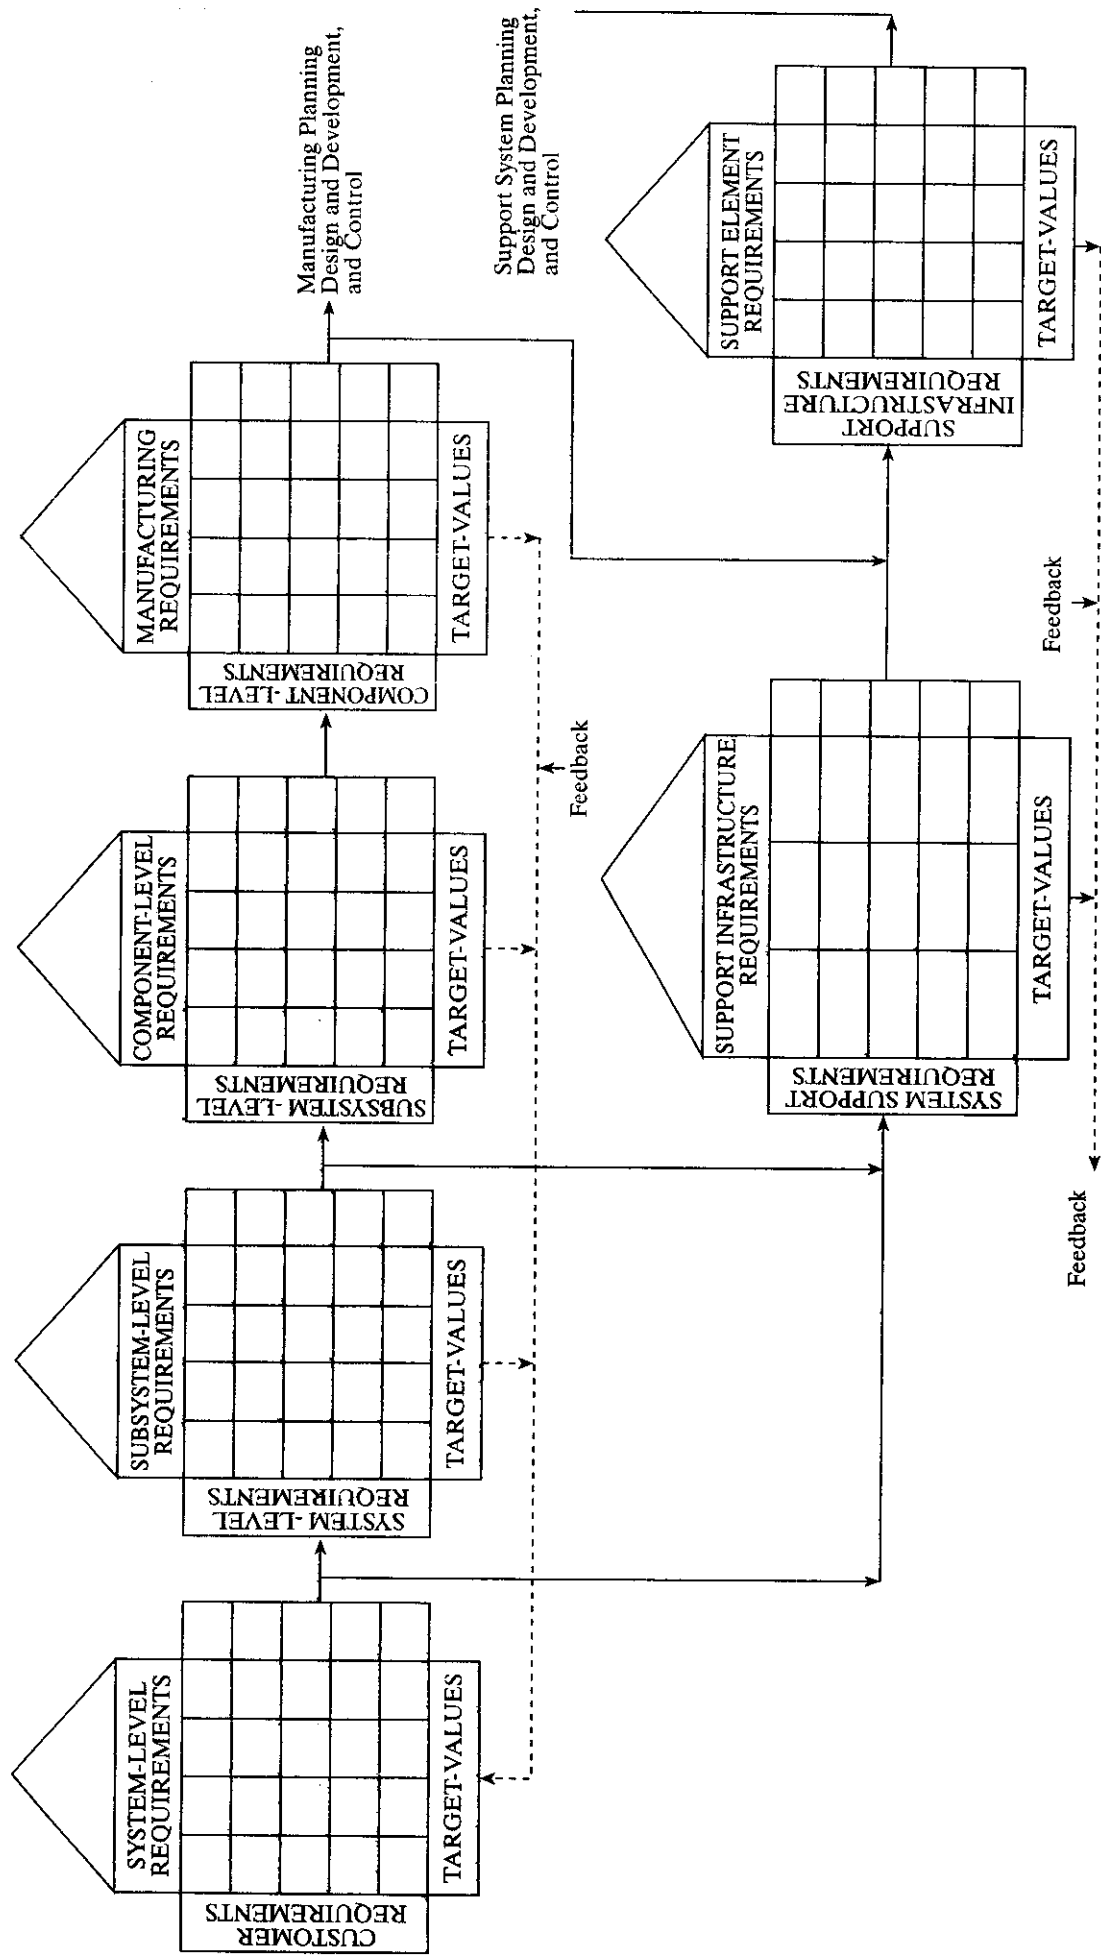 SYSTEM-LEVEL
REQUIREMENTS
CUSTOMER
REQUIREMENTS
TARGET-VALUES
SUBSYSTEM-LEVEL
REQUIREMENTS
SYSTEM-LEVEL
REQUIREMENTS
TARGET-VALUES
COMPONENT-LEVEL
REQUIREMENTS
SUBSYSTEM-LEVEL
REQUIREMENTS
TARGET-VALUES
MANUFACTURING
REQUIREMENTS
COMPONENT-LEVEL
REQUIREMENTS
TARGET-VALUES
Manufacturing Planning
Design and Development,
and Control
Feedback
Support System Planning
Design and Development,
and Control
SUPPORT INFRASTRUCTURE
REQUIREMENTS
SYSTEM SUPPORT
REQUIREMENTS
TARGET-VALUES
SUPPORT ELEMENT
REQUIREMENTS
SUPPORT
INFRASTRUCTURE
REQUIREMENTS
TARGET-VALUES
Feedback
Feedback